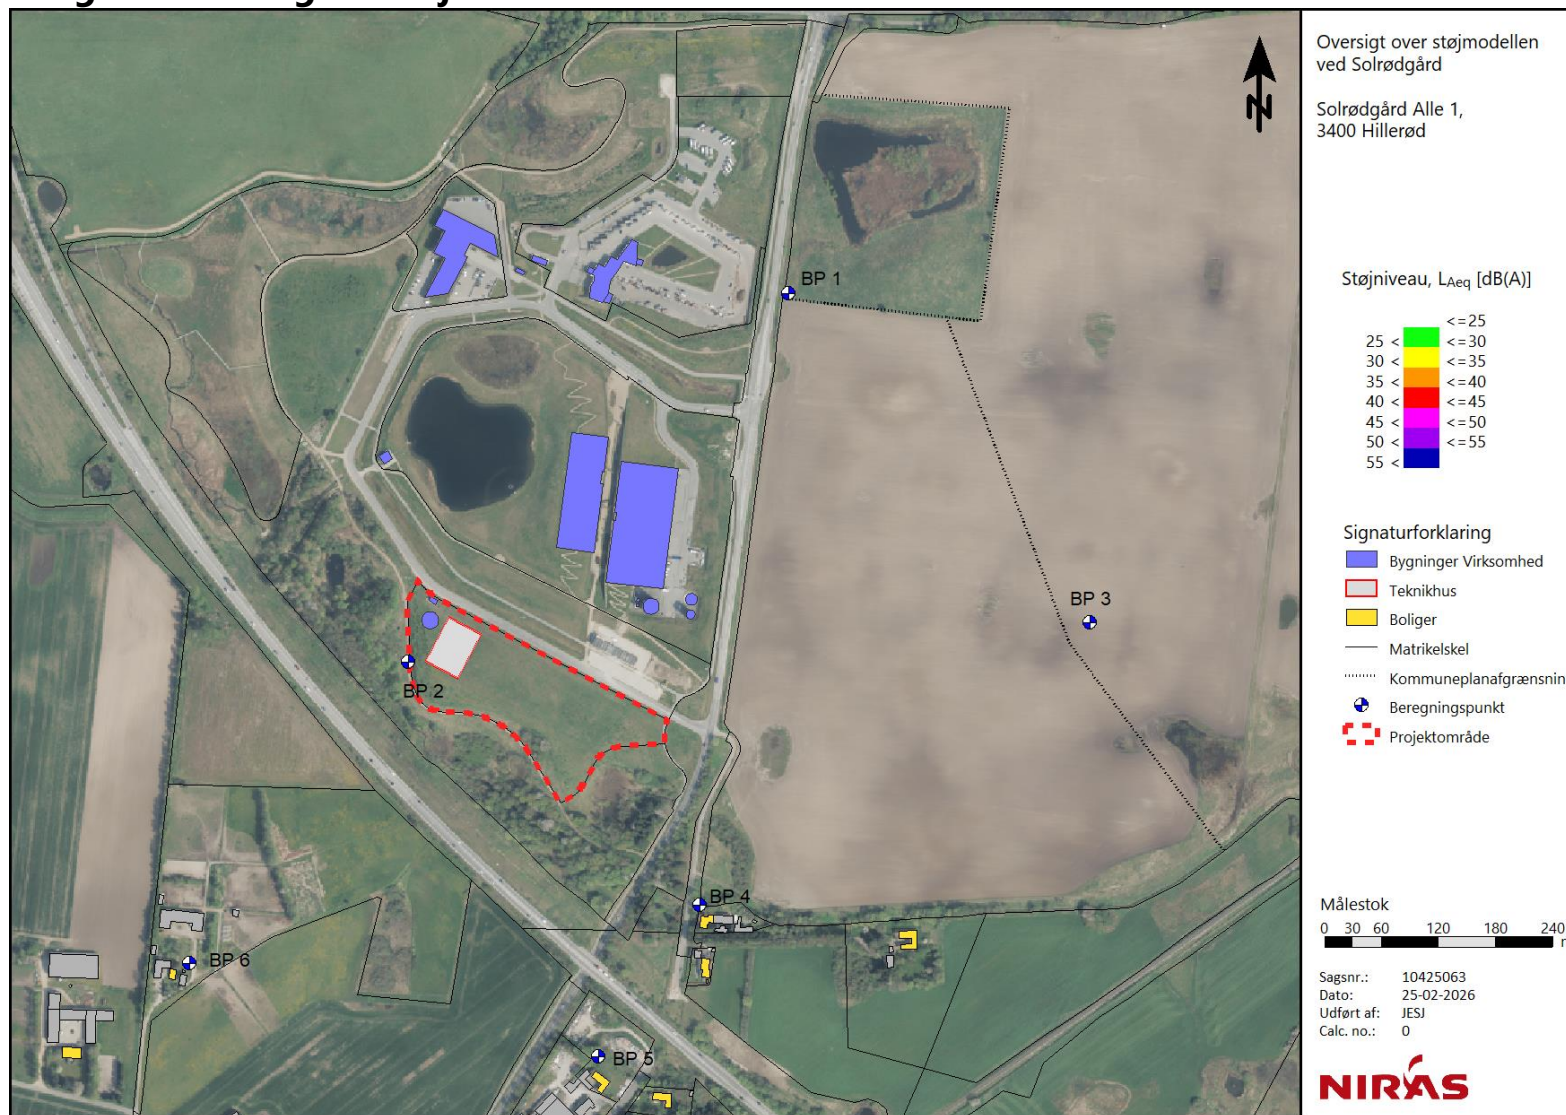 Oversigt over støjmodellen
ved Solrødgård
Solrødgård Alle 1,
3400 Hillerød
Støjniveau, LAeq [dB(A)]
<=25
25 < <=30
30 < <=35
35 < <=40
40 < <=45
45 < <=50
50 < <=55
55 <
Signaturforklaring
Bygninger Virksomhed
Teknikhus
Boliger
Matrikelskel
Kommuneplanafgrænsnin
Beregningspunkt
Projektområde
BP 1
BP 3
BP 2
BP 4
BP 6
BP 5
N
Målestok
0 30 60 120 180 240
Sagsnr.: 10425063
Dato: 25-02-2026
Udført af: JESJ
Calc. no.: 0
NIRAS